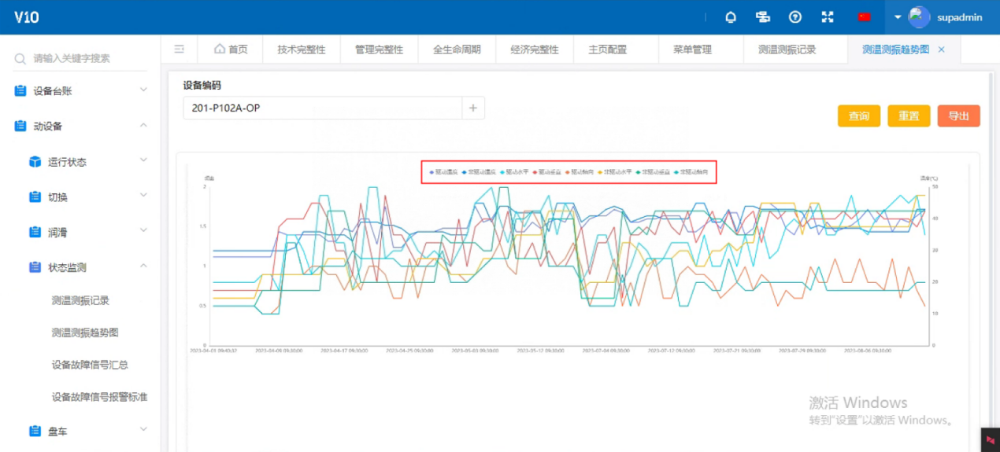 V10
supadmin
请输入关键字搜索
首页
技术完整性
管理完整性
全生命周期
经济完整性
主页配置
菜单管理
测温测振记录
测温测振趋势图
设备台账
动设备
运行状态
切换
润滑
状态监测
测温测振记录
测温测振趋势图
设备故障信号汇总
设备故障信号报警标准
盘车
设备编码
201-P102A-OP
查询
重置
导出
驱动温度 非驱动温度 驱动水平 驱动垂直 驱动轴向 非驱动水平 非驱动垂直 非驱动轴向
温度(℃)
2
1.5
1
0.5
0
50
40
30
20
10
0
2023-04-01 09:40:32 2023-04-09 09:30:00 2023-04-17 09:30:00 2023-04-25 09:30:00 2023-05-03 09:30:00 2023-05-12 09:30:00 2023-07-04 09:30:00 2023-07-12 09:30:00 2023-07-21 09:30:00 2023-07-29 09:30:00 2023-08-06 09:30:00
激活 Windows
转到"设置"以激活 Windows。